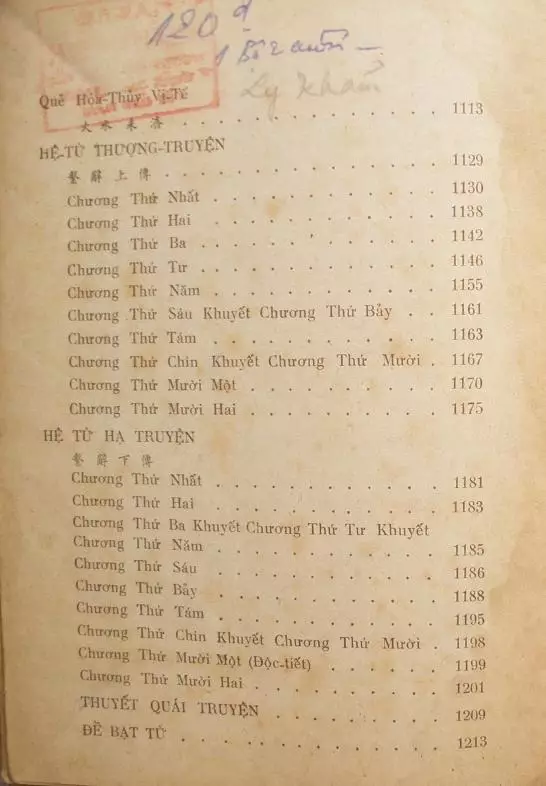 120 đ
1 Bộ 2 cuốn —
Ly Khảm
Quẻ Hỏa-Thủy Vị-Tế . . . . . . . . . 1113
火水未濟
HỆ-TỪ THƯỢNG-TRUYỆN 1129
繫辭上傳
Chương Thứ Nhất . . . . . . . . . . 1130
Chương Thứ Hai . . . . . . . . . . 1138
Chương Thứ Ba . . . . . . . . . . 1142
Chương Thứ Tư . . . . . . . . . . 1146
Chương Thứ Năm . . . . . . . . . . 1155
Chương Thứ Sáu Khuyết Chương Thứ Bảy . . 1161
Chương Thứ Tám . . . . . . . . . . 1163
Chương Thứ Chín Khuyết Chương Thứ Mười . 1167
Chương Thứ Mười Một . . . . . . . . 1170
Chương Thứ Mười Hai . . . . . . . . 1175
HỆ TỪ HẠ TRUYỆN
繫辭下傳
Chương Thứ Nhất . . . . . . . . . . 1181
Chương Thứ Hai . . . . . . . . . . 1183
Chương Thứ Ba Khuyết Chương Thứ Tư Khuyết
Chương Thứ Năm . . . . . . . . . . 1185
Chương Thứ Sáu . . . . . . . . . . 1186
Chương Thứ Bảy . . . . . . . . . . 1188
Chương Thứ Tám . . . . . . . . . . 1195
Chương Thứ Chín Khuyết Chương Thứ Mười . 1198
Chương Thứ Mười Một (Độc-tiết) . . . . . 1199
Chương Thứ Mười Hai . . . . . . . . 1201
THUYẾT QUÁI TRUYỆN . . . . . . . . 1209
ĐỀ BẠT TỪ . . . . . . . . . . . 1213